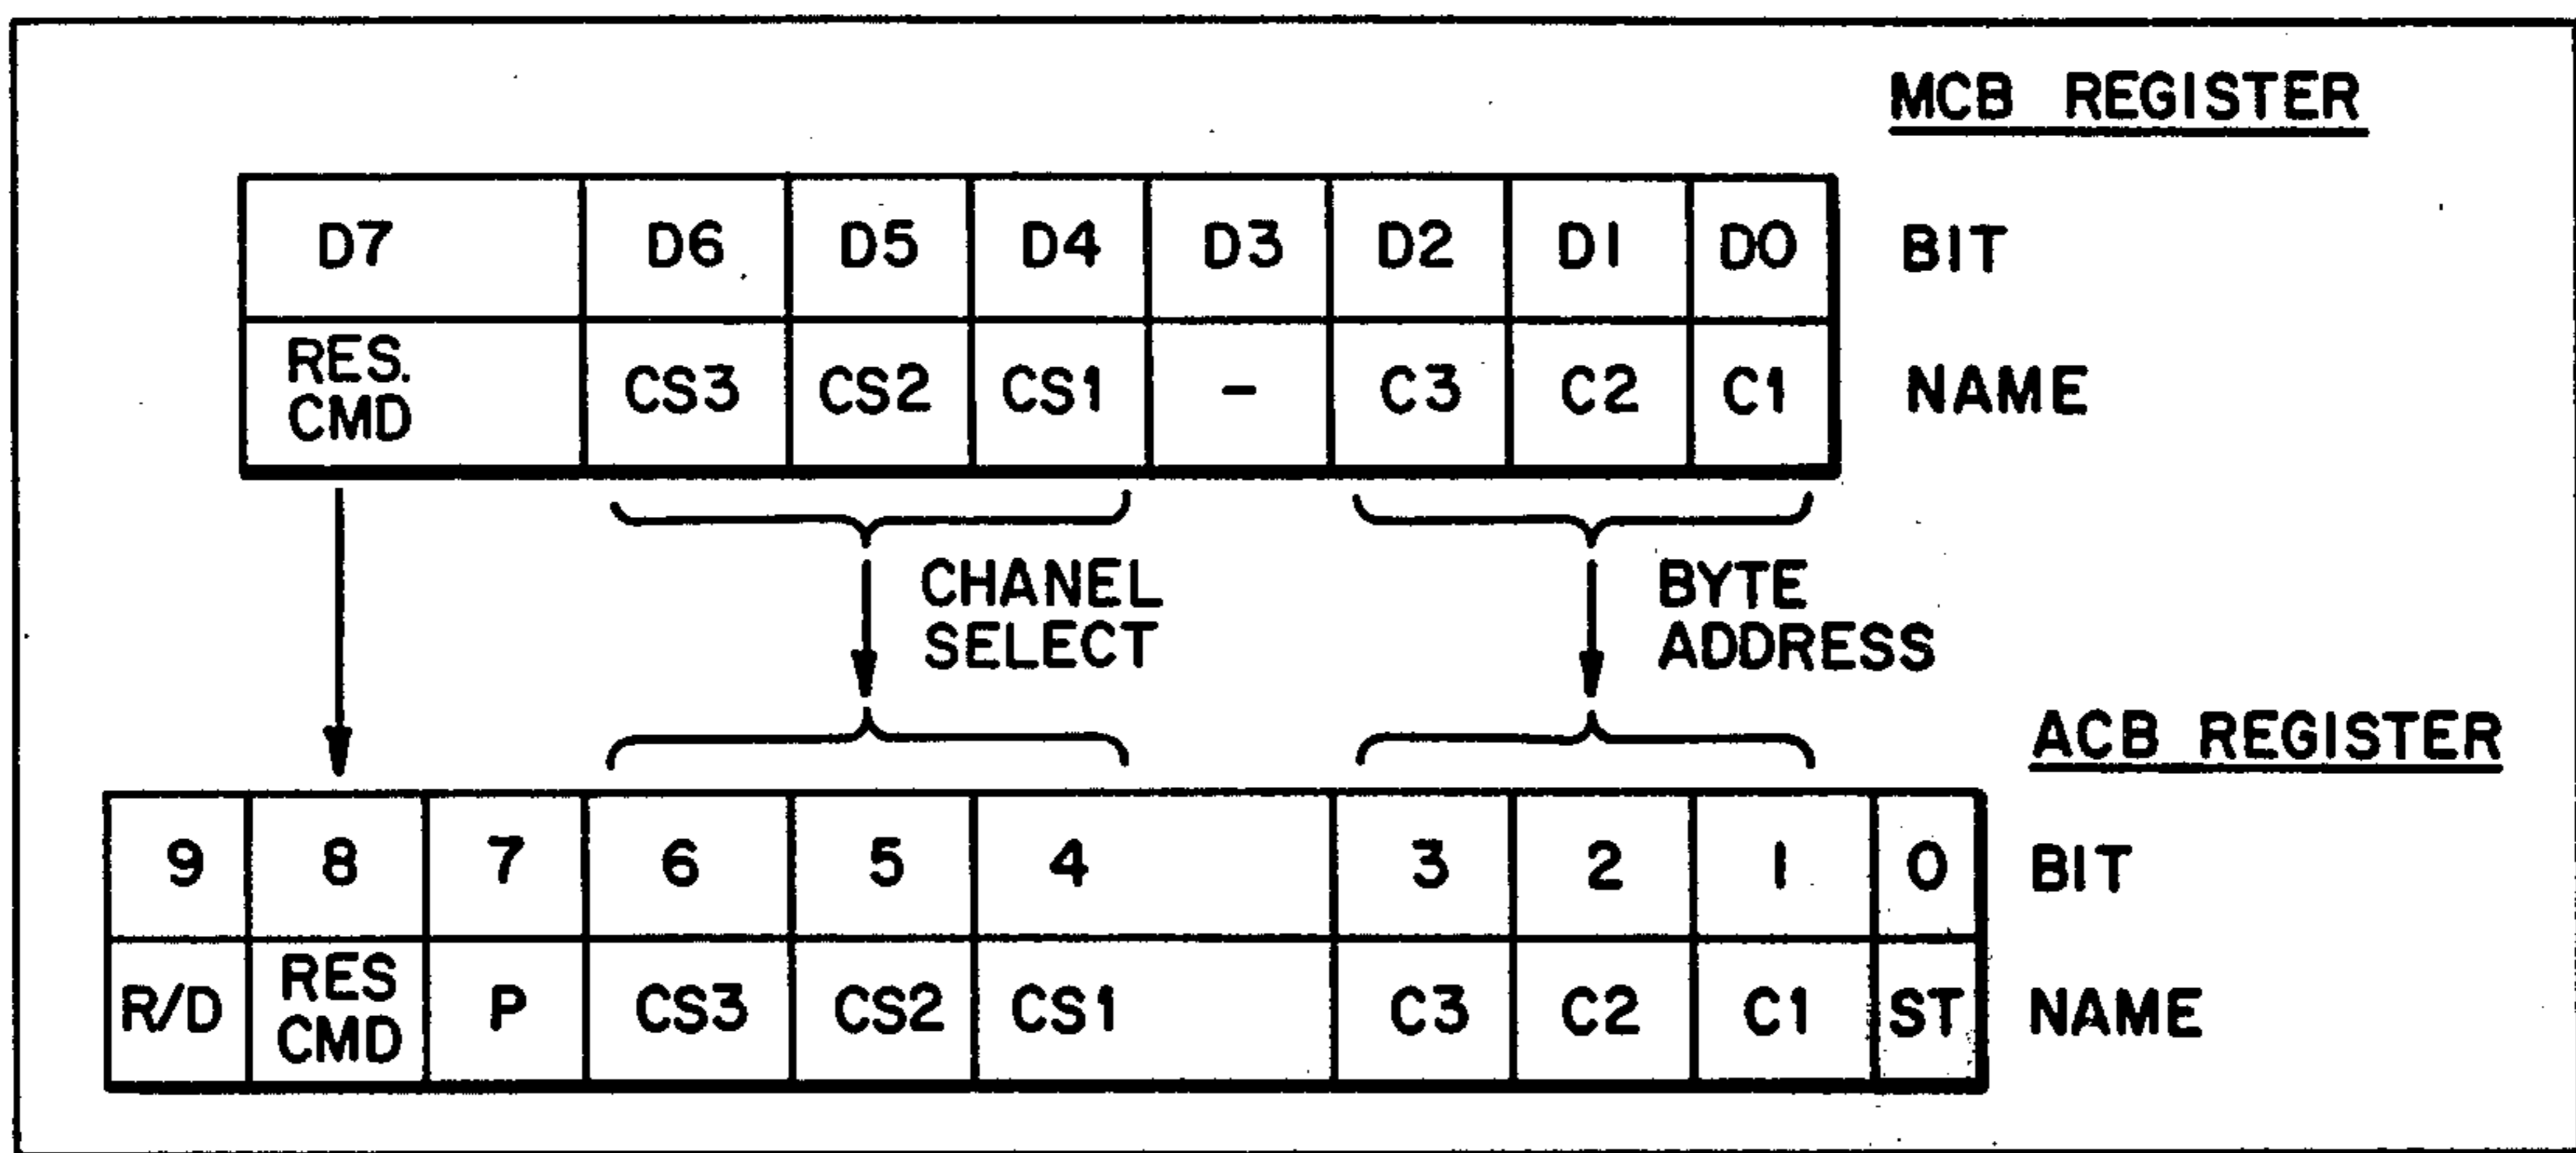 MCB REGISTER
D7 D6 D5 D4 D3 D2 D1 D0 BIT
RES.
CMD CS3 CS2 CS1 - C3 C2 C1 NAME
CHANEL
SELECT
BYTE
ADDRESS
ACB REGISTER
9 8 7 6 5 4 3 2 1 0 BIT
R/D RES
CMD P CS3 CS2 CS1 C3 C2 C1 ST NAME